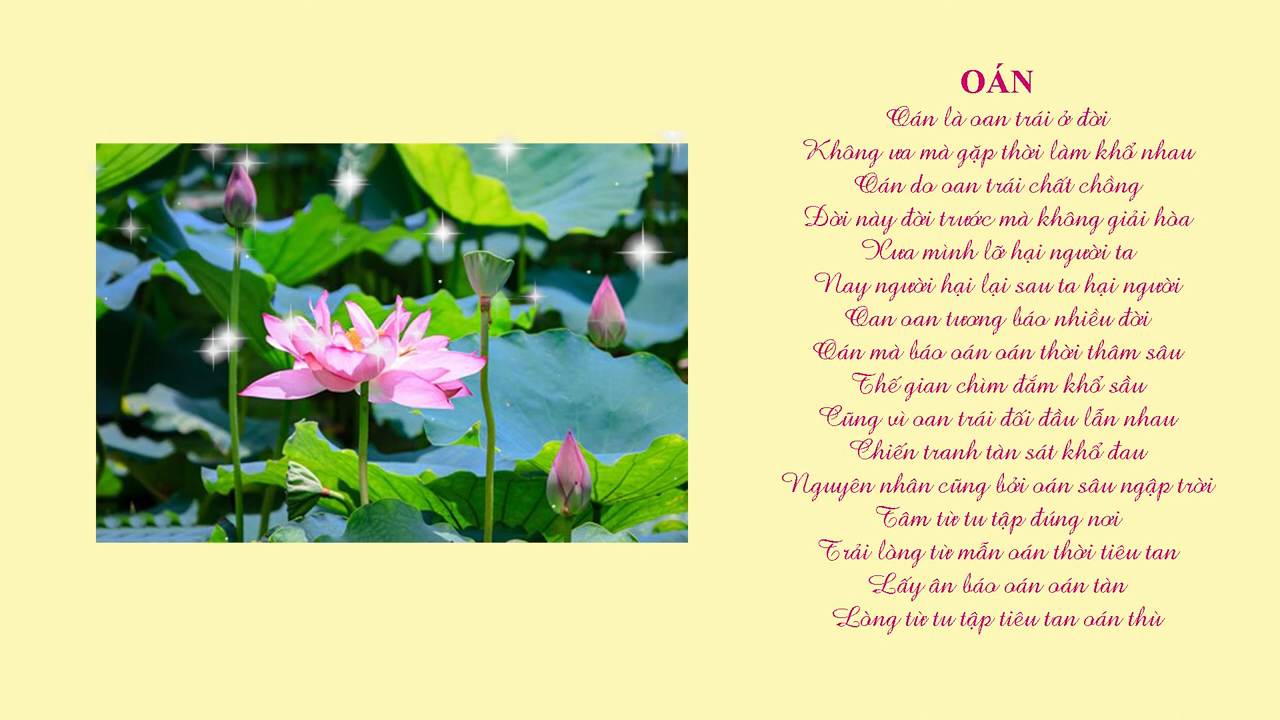 OÁN
Oán là oan trái ở đời
Không ưa mà gặp thời làm khổ nhau
Oán do oan trái chất chồng
Đời này đời trước mà không giải hòa
Xưa mình lỡ hại người ta
Nay người hại lại sau ta hại người
Oan oan tương báo nhiều đời
Oán mà báo oán oán thời thâm sâu
Thế gian chìm đắm khổ sầu
Cũng vì oan trái đối đầu lẫn nhau
Chiến tranh tàn sát khổ đau
Nguyên nhân cũng bởi oán sâu ngập trời
Tâm từ tu tập đúng nơi
Trải lòng từ mẫn oán thời tiêu tan
Lấy ân báo oán oán tàn
Lòng từ tu tập tiêu tan oán thù